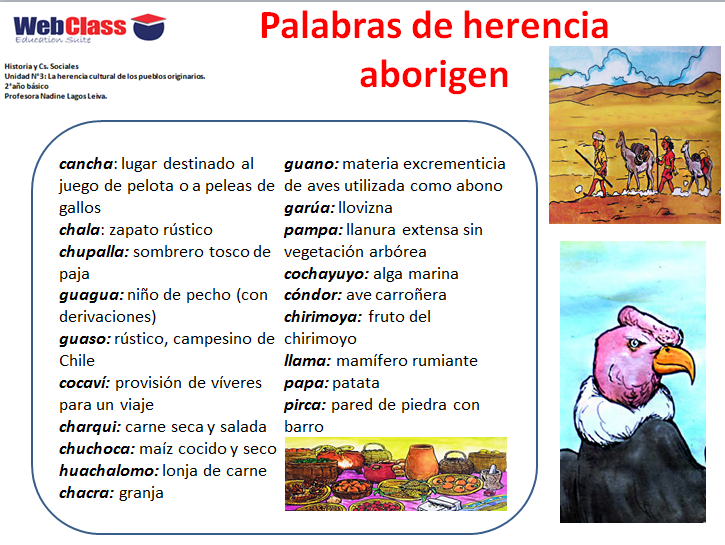 WebClass
Education Suite
Palabras de herencia
aborigen
Historia y Cs. Sociales
Unidad N°3: La herencia cultural de los pueblos originarios.
2°año básico
Profesora Nadine Lagos Leiva.
cancha: lugar destinado al
juego de pelota o a peleas de
gallos
chala: zapato rústico
chupalla: sombrero tosco de
paja
guagua: niño de pecho (con
derivaciones)
guaso: rústico, campesino de
Chile
cocaví: provisión de víveres
para un viaje
charqui: carne seca y salada
chuchoca: maíz cocido y seco
huachalomo: lonja de carne
chacra: granja
guano: materia excrementicia
de aves utilizada como abono
garúa: llovizna
pampa: llanura extensa sin
vegetación arbórea
cochayuyo: alga marina
cóndor: ave carroñera
chirimoya: fruto del
chirimoyo
llama: mamífero rumiante
papa: patata
pirca: pared de piedra con
barro